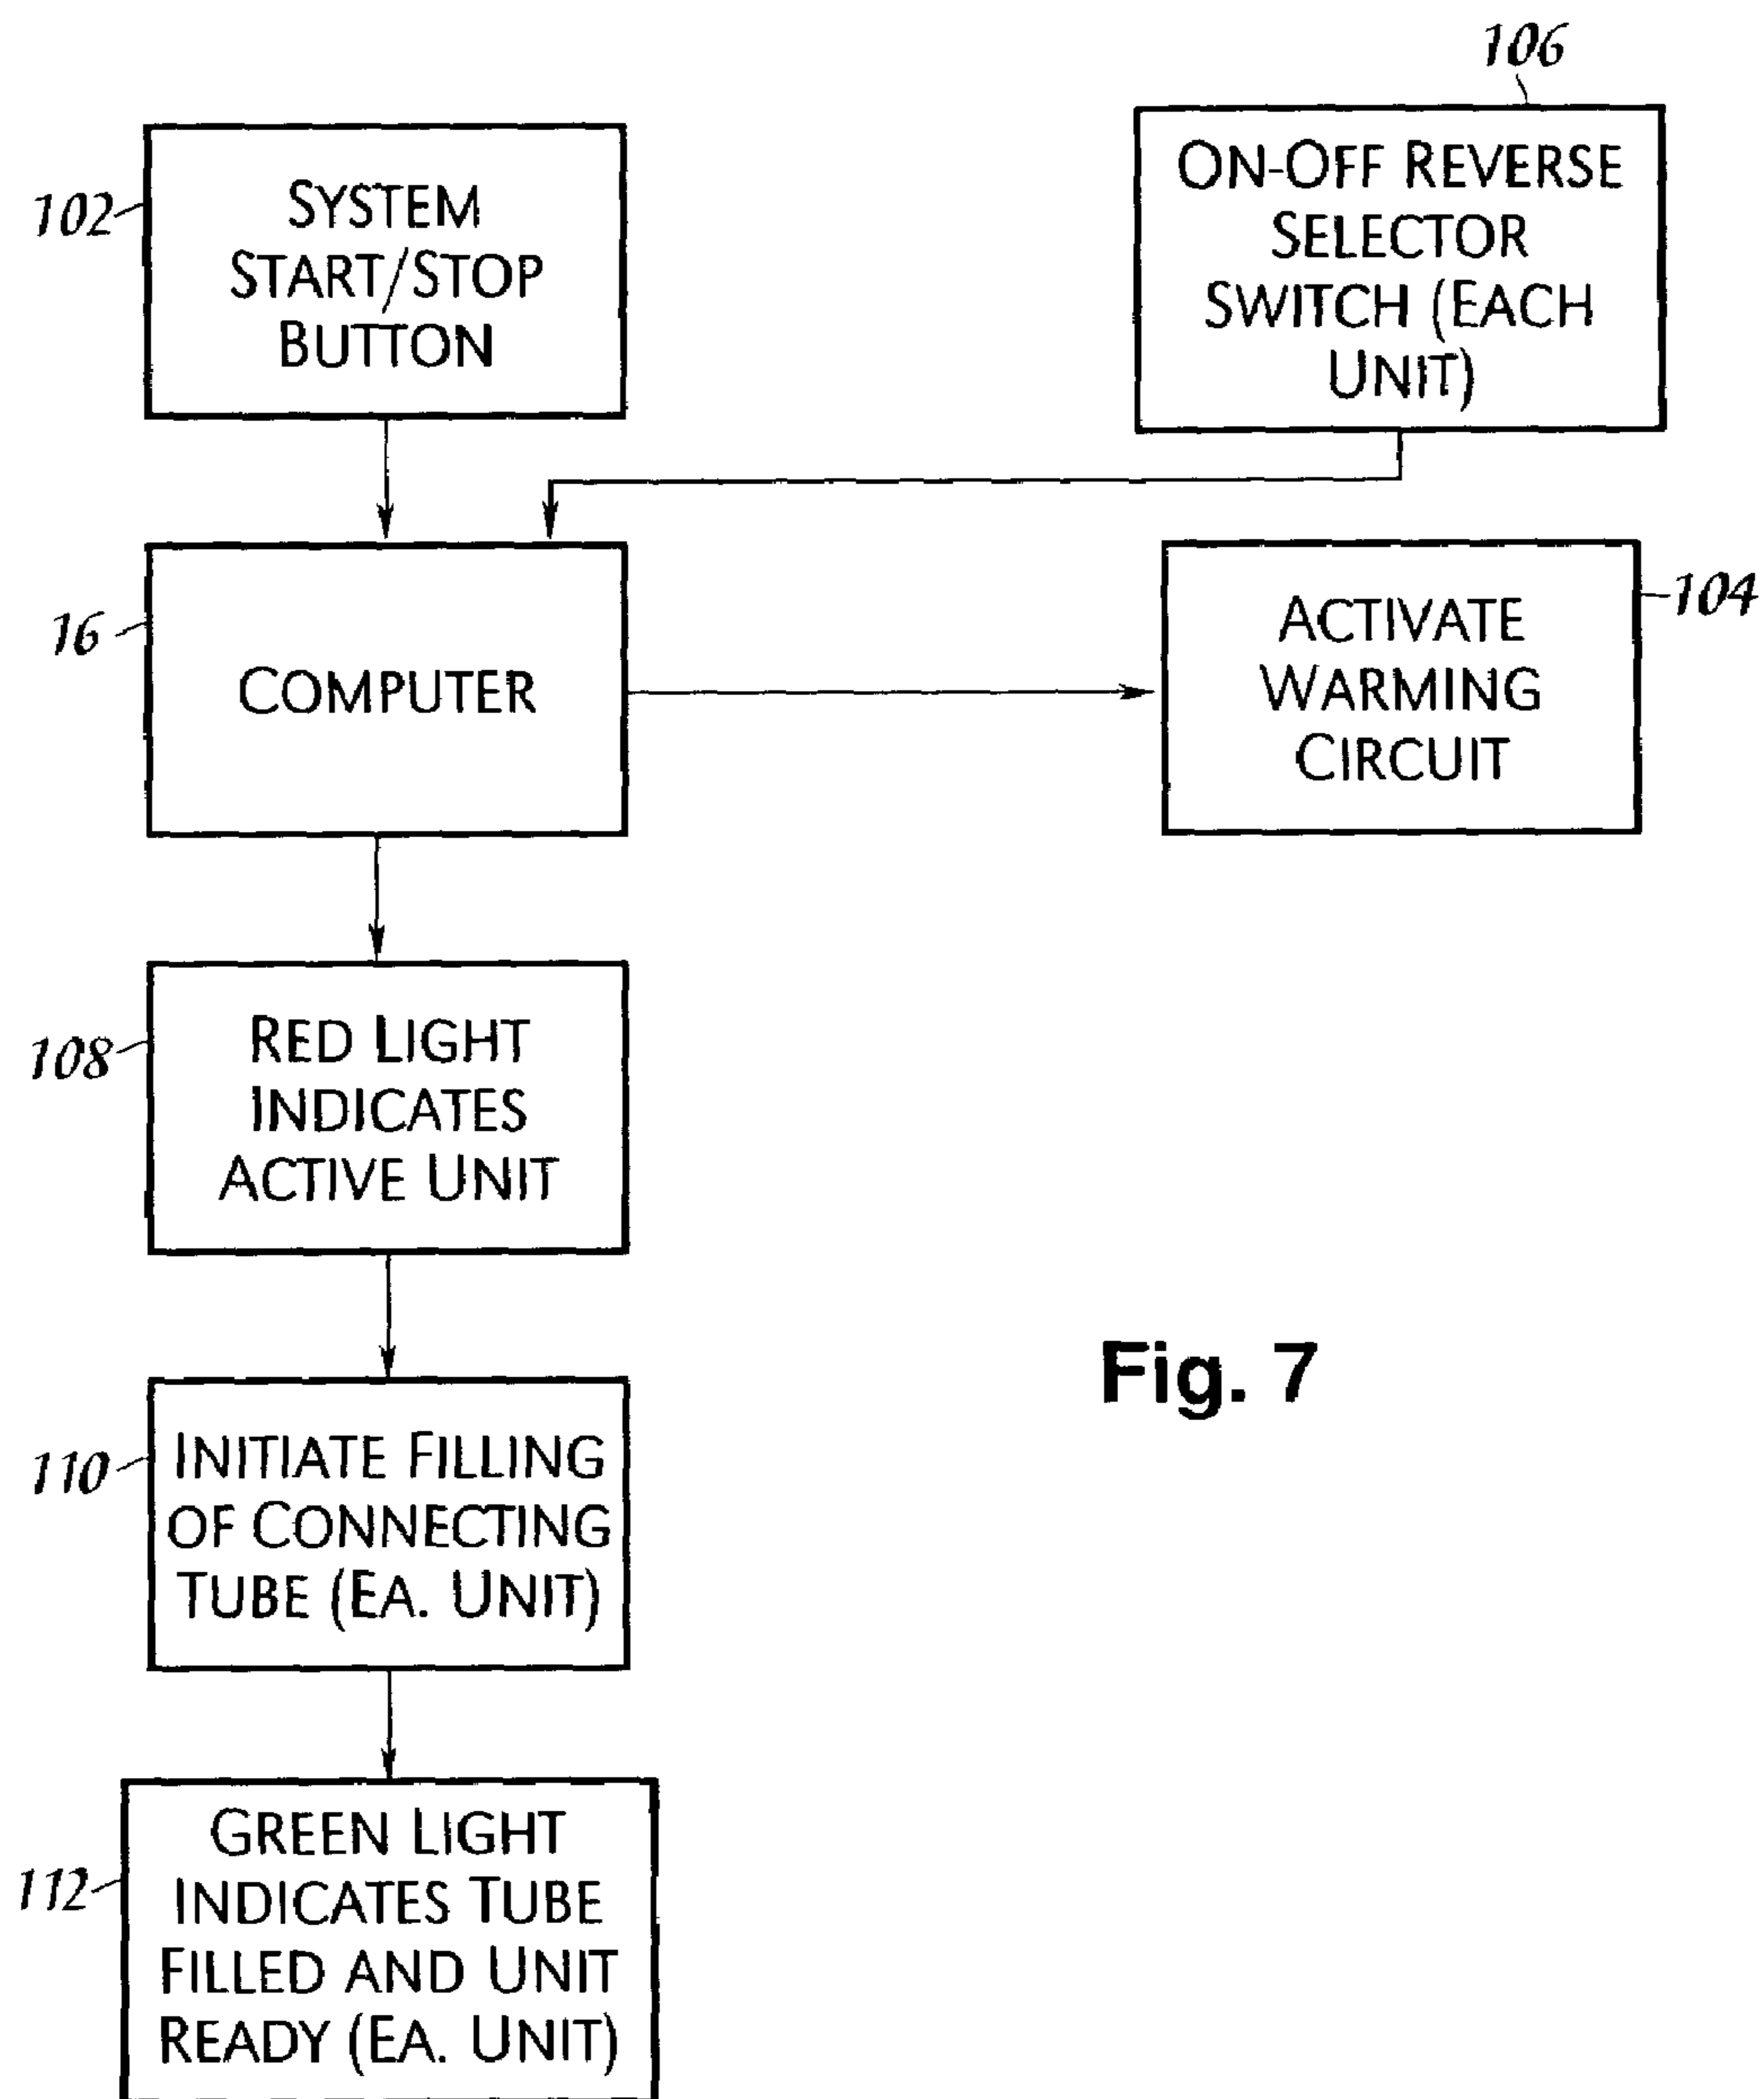 106
102
SYSTEM
START/STOP
BUTTON
ON-OFF REVERSE
SELECTOR
SWITCH (EACH
UNIT)
16
COMPUTER
104
ACTIVATE
WARMING
CIRCUIT
108
RED LIGHT
INDICATES
ACTIVE UNIT
Fig. 7
110
INITIATE FILLING
OF CONNECTING
TUBE (EA. UNIT)
112
GREEN LIGHT
INDICATES TUBE
FILLED AND UNIT
READY (EA. UNIT)